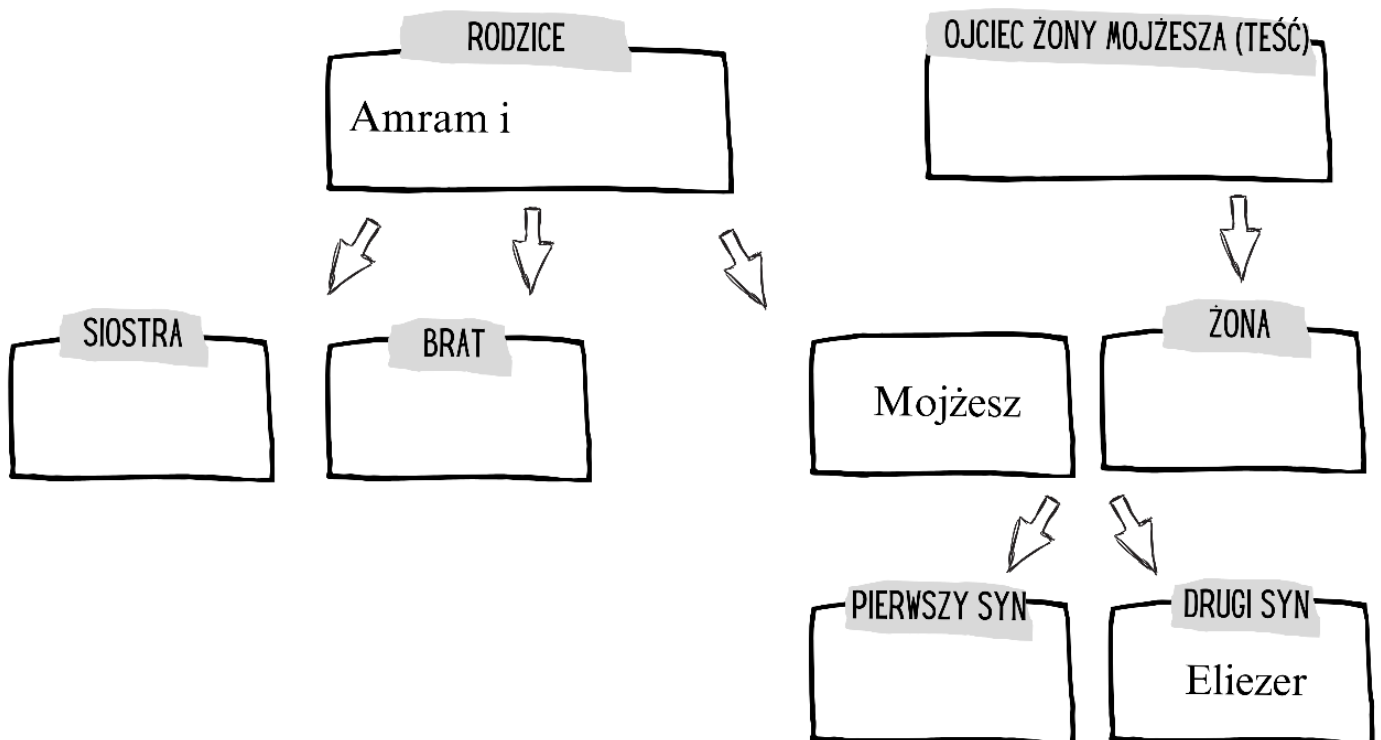 RODZICE
Amram i
OJCIEC ŻONY MOJŻESZA (TEŚĆ)
SIOSTRA
BRAT
Mojżesz
ŻONA
PIERWSZY SYN
DRUGI SYN
Eliezer